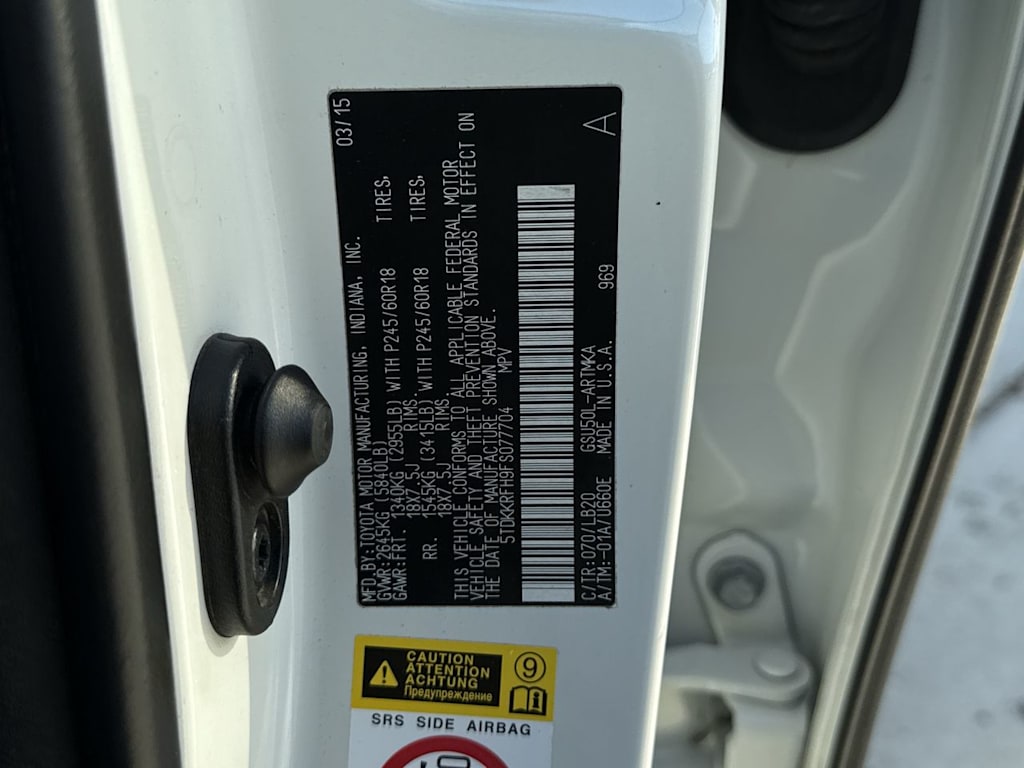 MFD.BY:TOYOTA MOTOR MANUFACTURING, INDIANA, INC. 03/15
GVWR:2645KG (5840LB)
GAWR:FRT. 1340KG (2955LB) WITH P245/60R18 TIRES,
18X7.5J RIMS.
RR. 1545KG (3415LB) WITH P245/60R18 TIRES,
18X7.5J RIMS.
THIS VEHICLE CONFORMS TO ALL APPLICABLE FEDERAL MOTOR
VEHICLE SAFETY AND THEFT PREVENTION STANDARDS IN EFFECT ON
THE DATE OF MANUFACTURE SHOWN ABOVE.
5TDKKRFH9FS077704 MPV
C/TR:070/LB20 GSU50L-ARTMKA 969 A
A/TM:-01A/U660E MADE IN U.S.A.
CAUTION
ATTENTION
ACHTUNG
Предупреждение
9
i
SRS SIDE AIRBAG